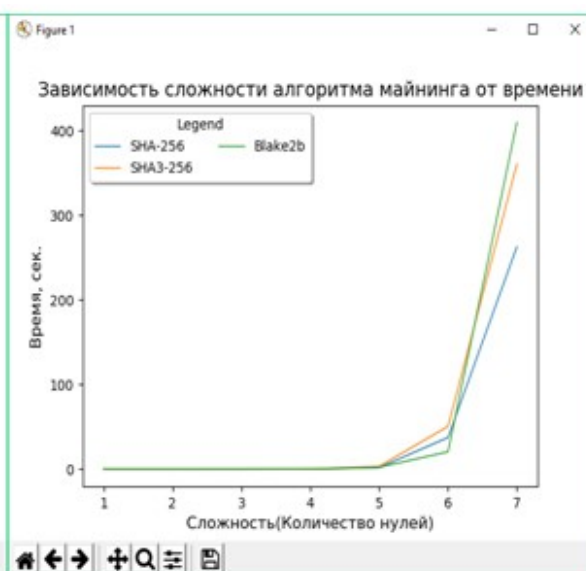 Figure 1
Зависимость сложности алгоритма майнинга от времени
Legend
SHA-256
Blake2b
SHA3-256
400
300
200
100
0
Время, сек.
1 2 3 4 5 6 7
Сложность(Количество нулей)